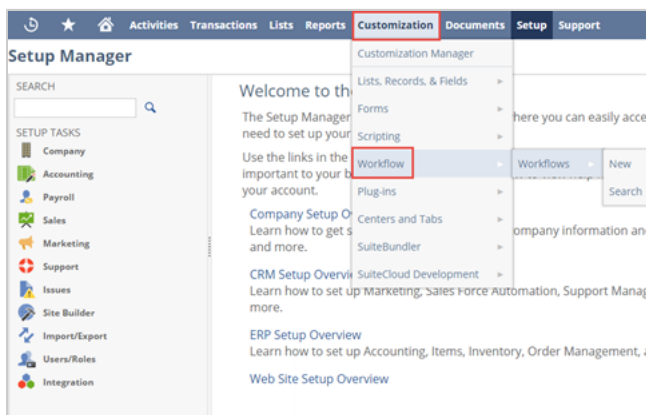 Activities Transactions Lists Reports Customization Documents Setup Support
Setup Manager
SEARCH
SETUP TASKS
Company
Accounting
Payroll
Sales
Marketing
Support
Issues
Site Builder
Import/Export
Users/Roles
Integration
Customization Manager
Lists, Records, & Fields
Forms
Scripting
Workflow
Plug-ins
Centers and Tabs
SuiteBundler
SuiteCloud Development
Workflows
New
Search
Welcome to th
The Setup Manager here you can easily acce
need to set up your
Use the links in the
important to your b
your account.
Company Setup O
Learn how to get s ompany information an
and more.
CRM Setup Overvi
Learn how to set up Marketing, Sales Force Automation, Support Manag
more.
ERP Setup Overview
Learn how to set up Accounting, Items, Inventory, Order Management, a
Web Site Setup Overview